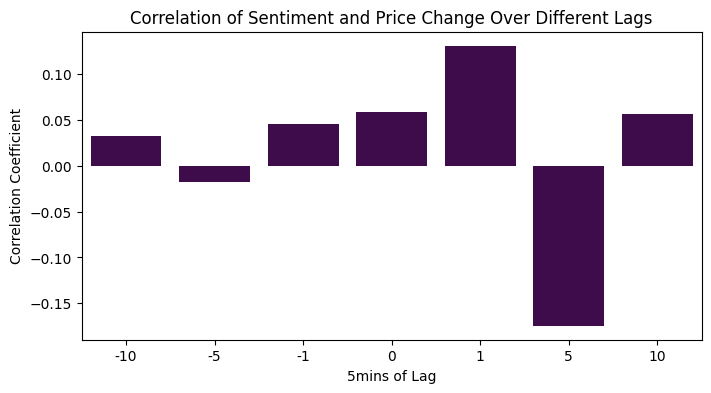 Correlation of Sentiment and Price Change Over Different Lags
Correlation Coefficient
0.10
0.05
0.00
−0.05
−0.10
−0.15
-10 -5 -1 0 1 5 10
5mins of Lag